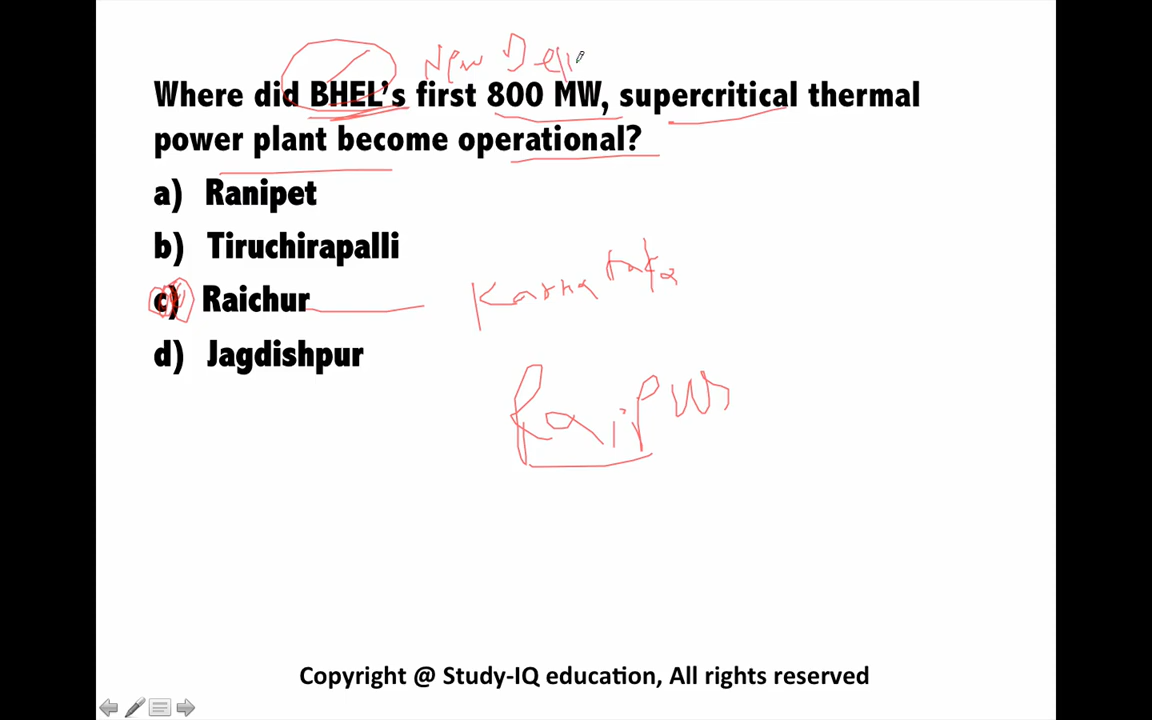 New Del
Where did BHEL's first 800 MW, supercritical thermal
power plant become operational?
a) Ranipet
b) Tiruchirapalli
c) Raichur
Karnataka
d) Jagdishpur
Raipur
Copyright @ Study-IQ education, All rights reserved